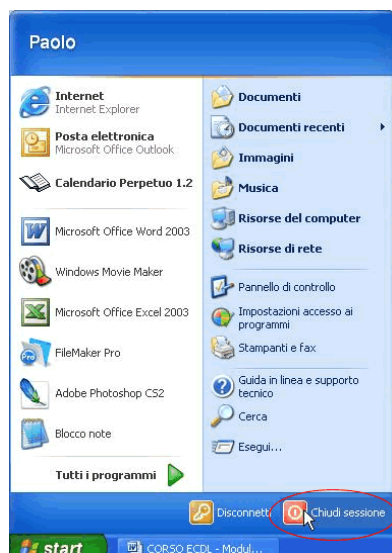 Paolo
Internet
Internet Explorer
Posta elettronica
Microsoft Office Outlook
Calendario Perpetuo 1.2
Microsoft Office Word 2003
Windows Movie Maker
Microsoft Office Excel 2003
FileMaker Pro
Adobe Photoshop CS2
Blocco note
Tutti i programmi
Documenti
Documenti recenti
Immagini
Musica
Risorse del computer
Risorse di rete
Pannello di controllo
Impostazioni accesso ai
programmi
Stampanti e fax
Guida in linea e supporto
tecnico
Cerca
Esegui...
Disconnetti
Chiudi sessione
start
CORSO ECDL - Modul...